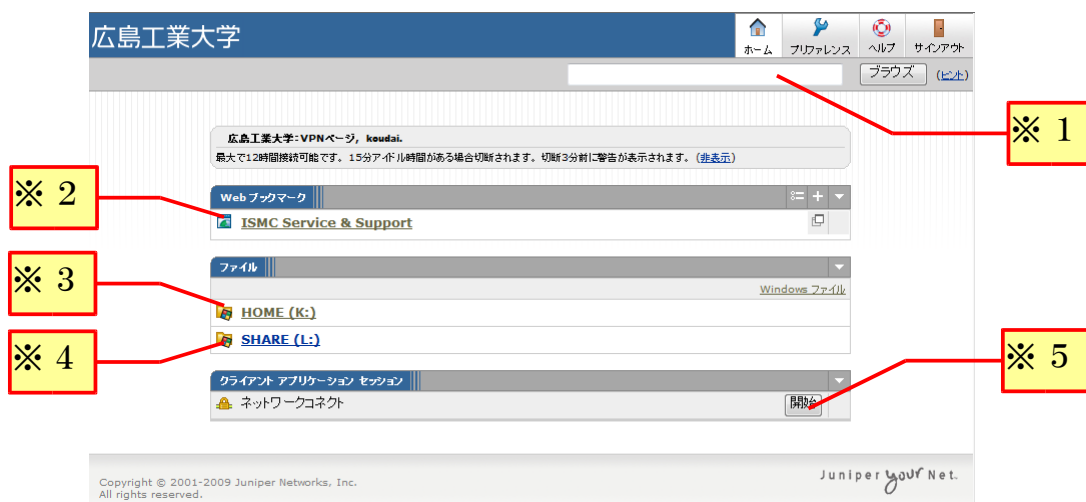 広島工業大学
ホーム プリファレンス ヘルプ サインアウト
ブラウズ (ヒント)
※ 1
広島工業大学:VPNページ, koudai.
最大で12時間接続可能です。15分アイドル時間がある場合切断されます。切断3分前に警告が表示されます。(非表示)
※ 2
Web ブックマーク
ISMC Service & Support
ファイル
※ 3
Windows ファイル
HOME (K:)
※ 4
SHARE (L:)
※ 5
クライアント アプリケーション セッション
ネットワークコネクト 開始
Copyright © 2001-2009 Juniper Networks, Inc.
All rights reserved.
Juniper your Net.